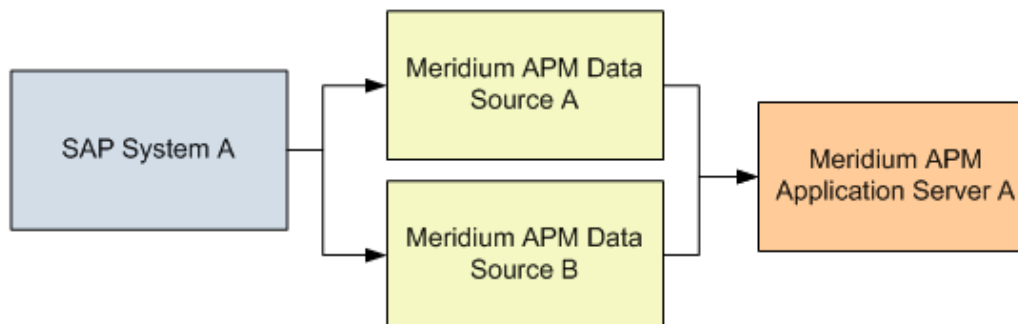 SAP System A
Meridium APM Data
Source A
Meridium APM Data
Source B
Meridium APM
Application Server A